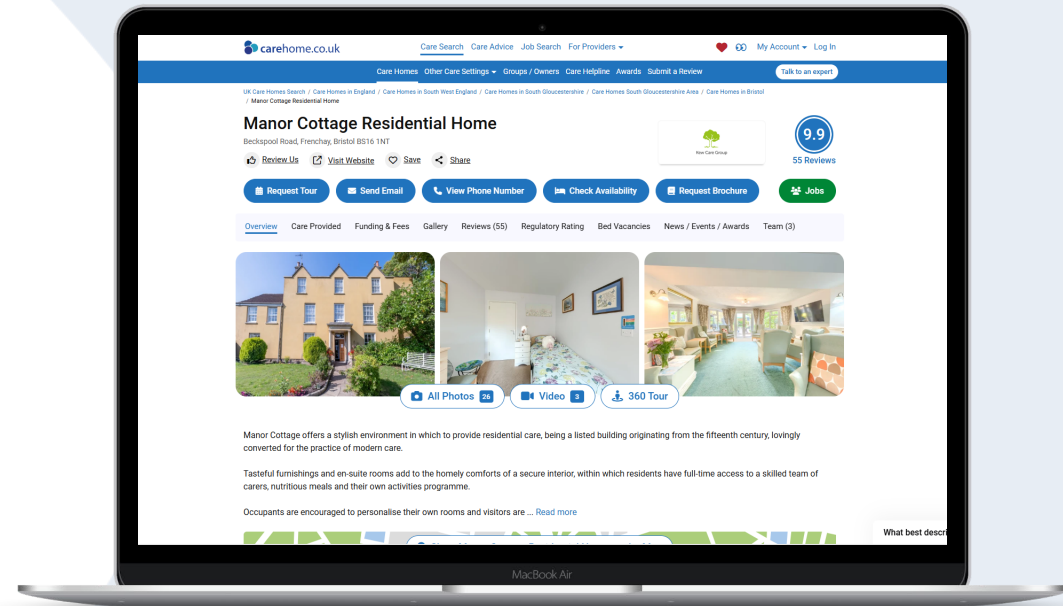 carehome.co.uk
Care Search Care Advice Job Search For Providers
My Account Log In
Care Homes Other Care Settings Groups / Owners Care Helpline Awards Submit a Review
Talk to an expert
UK Care Homes Search / Care Homes in England / Care Homes in South West England / Care Homes in South Gloucestershire / Care Homes South Gloucestershire Area / Care Homes in Bristol
/ Manor Cottage Residential Home
Manor Cottage Residential Home
Beckspool Road, Frenchay, Bristol BS16 1NT
Review Us Visit Website Save Share
Care Group
9.9
55 Reviews
Request Tour Send Email View Phone Number Check Availability Request Brochure Jobs
Overview Care Provided Funding & Fees Gallery Reviews (55) Regulatory Rating Bed Vacancies News / Events / Awards Team (3)
All Photos 26 Video 3 360 Tour
Manor Cottage offers a stylish environment in which to provide residential care, being a listed building originating from the fifteenth century, lovingly
converted for the practice of modern care.
Tasteful furnishings and en-suite rooms add to the homely comforts of a secure interior, within which residents have full-time access to a skilled team of
carers, nutritious meals and their own activities programme.
Occupants are encouraged to personalise their own rooms and visitors are ... Read more
What best descri
MacBook Air